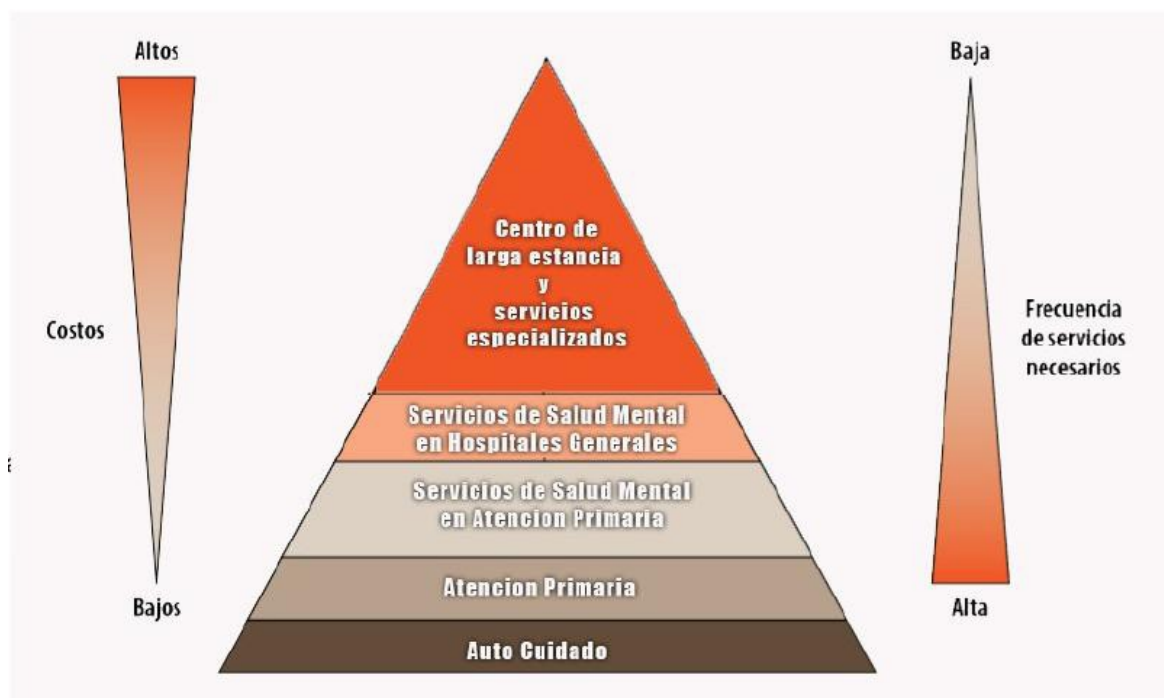 Altos
Costos
Bajos
Centro de
larga estancia
y
servicios
especializados
Servicios de Salud Mental
en Hospitales Generales
Servicios de Salud Mental
en Atencion Primaria
Atencion Primaria
Auto Cuidado
Baja
Frecuencia
de servicios
necesarios
Alta